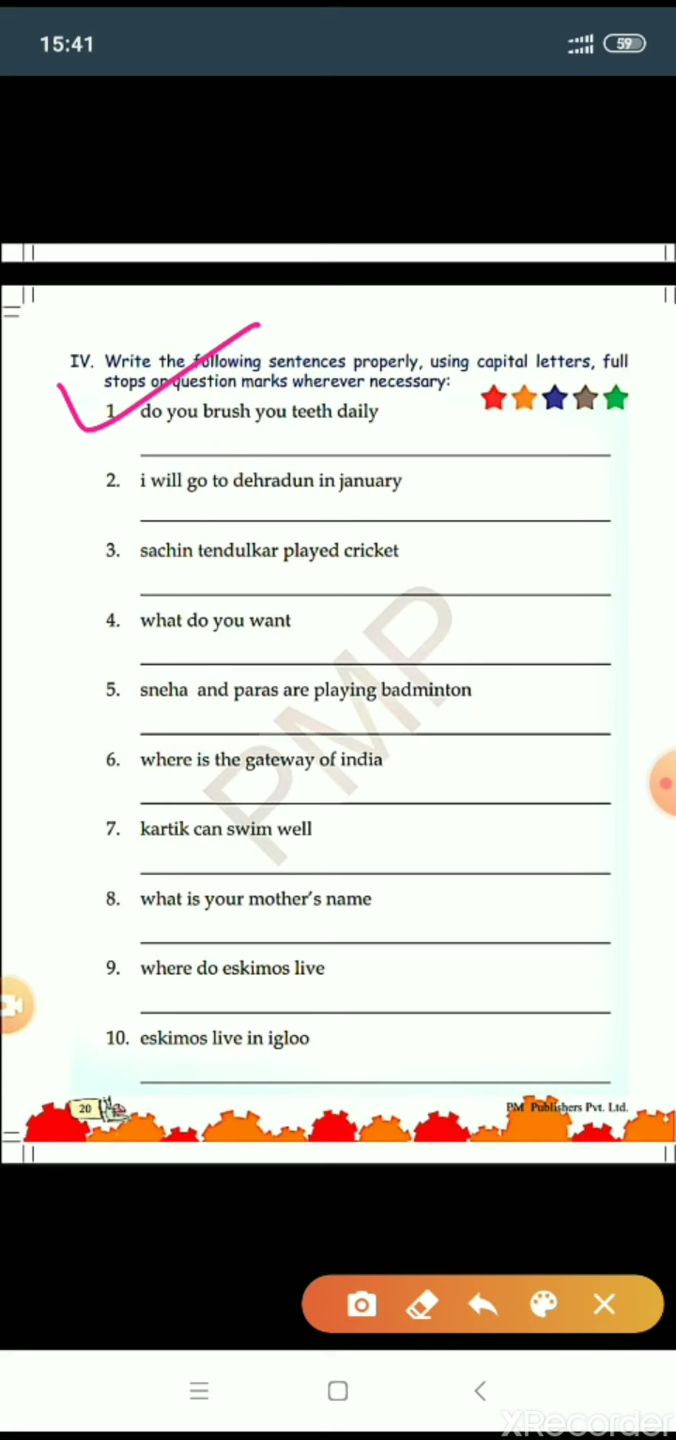 15:41
59
IV. Write the following sentences properly, using capital letters, full
stops or question marks wherever necessary:
1. do you brush you teeth daily
2. i will go to dehradun in january
3. sachin tendulkar played cricket
4. what do you want
5. sneha and paras are playing badminton
6. where is the gateway of india
7. kartik can swim well
8. what is your mother's name
9. where do eskimos live
10. eskimos live in igloo
PMP
20
PM Publishers Pvt. Ltd.
XRecorder